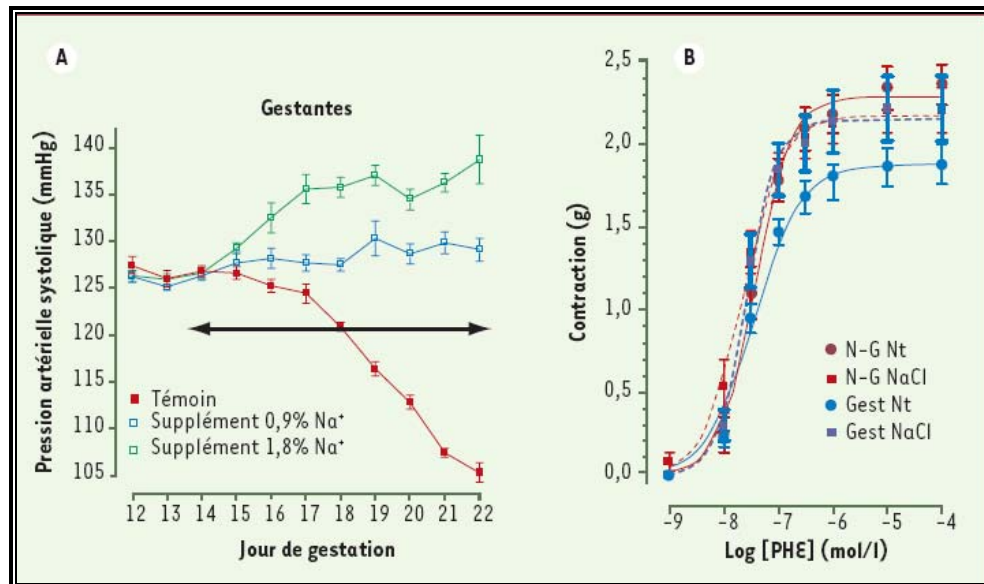 A
Gestantes
Pression artérielle systolique (mmHg)
140
135
130
125
120
115
110
105
Témoin
Supplément 0,9% Na⁺
Supplément 1,8% Na⁺
12 13 14 15 16 17 18 19 20 21 22
Jour de gestation
B
Contraction (g)
2,5
2,0
1,5
1,0
0,5
0,0
N-G Nt
N-G NaCl
Gest Nt
Gest NaCl
-9 -8 -7 -6 -5 -4
Log [PHE] (mol/l)